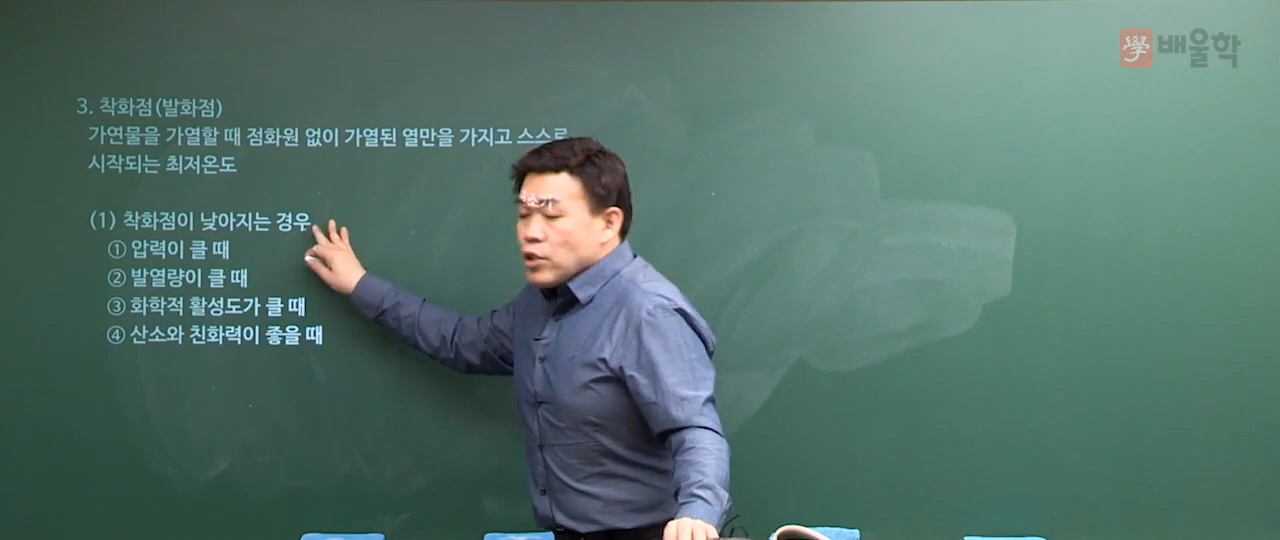 學 배울학
3. 착화점(발화점)
가연물을 가열할 때 점화원 없이 가열된 열만을 가지고 스스로
시작되는 최저온도
(1) 착화점이 낮아지는 경우
① 압력이 클 때
② 발열량이 클 때
③ 화학적 활성도가 클 때
④ 산소와 친화력이 좋을 때